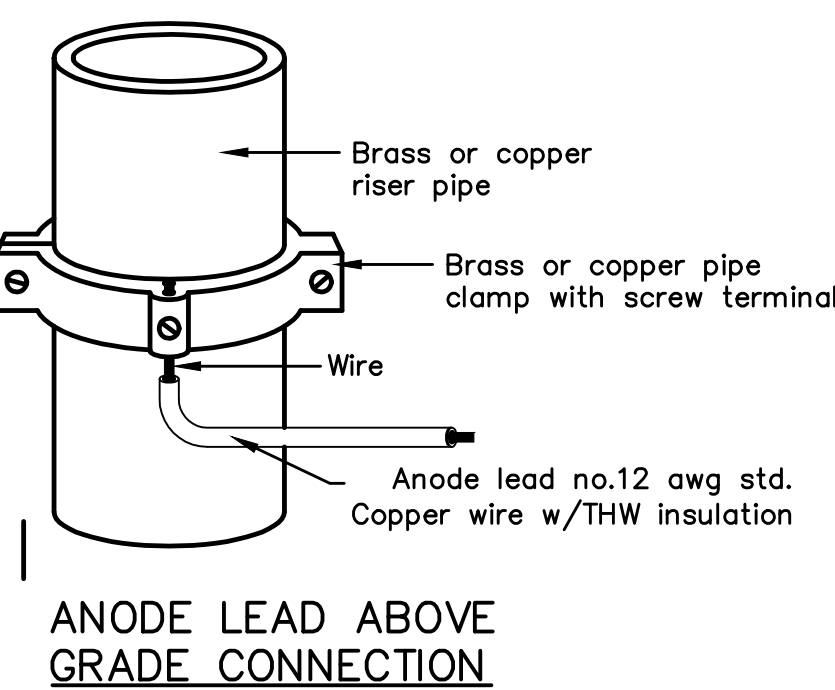 Brass or copper
riser pipe
Brass or copper pipe
clamp with screw terminal
Wire
Anode lead no.12 awg std.
Copper wire w/THW insulation
ANODE LEAD ABOVE
GRADE CONNECTION